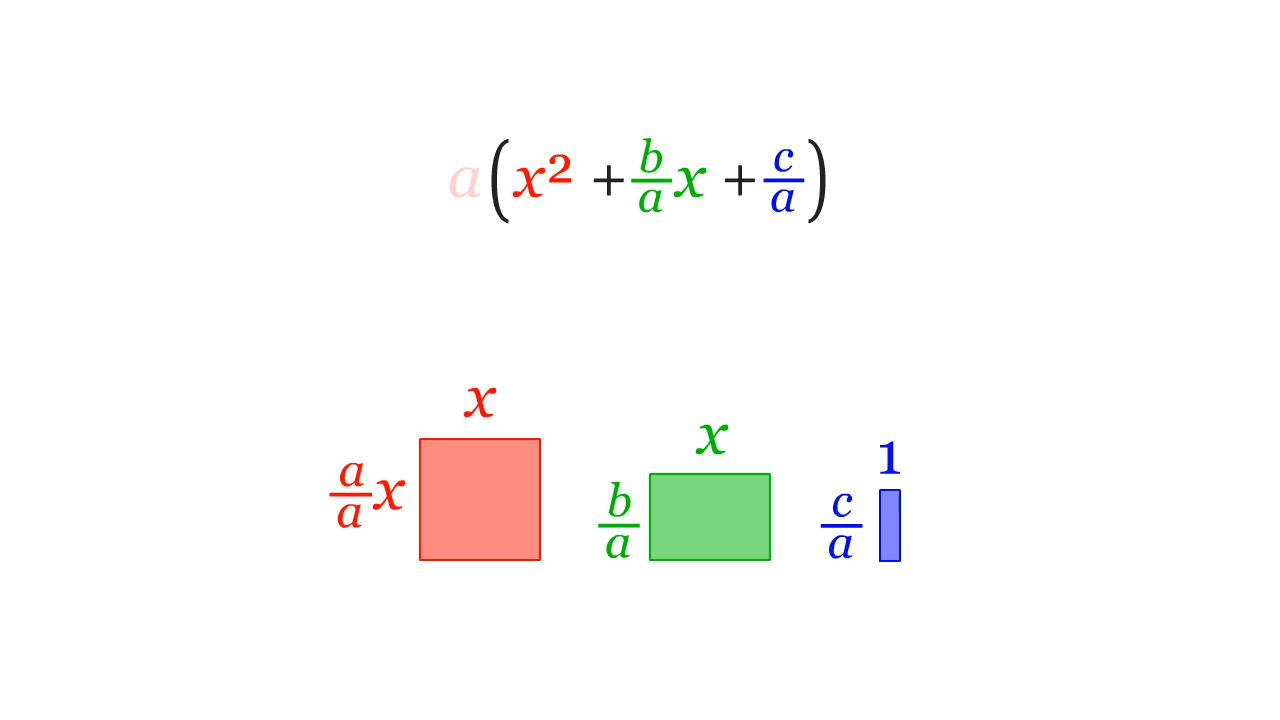 a(x² + b/a x + c/a)
x
a/a x
x
b/a
1
c/a